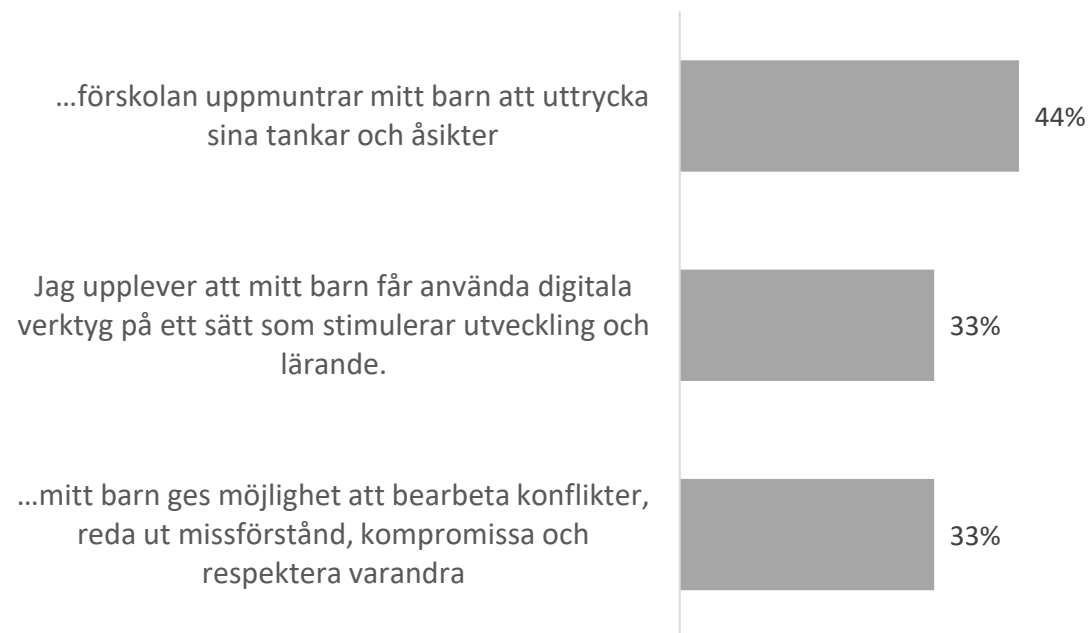 …förskolan uppmuntrar mitt barn att uttrycka
sina tankar och åsikter
44%
Jag upplever att mitt barn får använda digitala
verktyg på ett sätt som stimulerar utveckling och
lärande.
33%
…mitt barn ges möjlighet att bearbeta konflikter,
reda ut missförstånd, kompromissa och
respektera varandra
33%